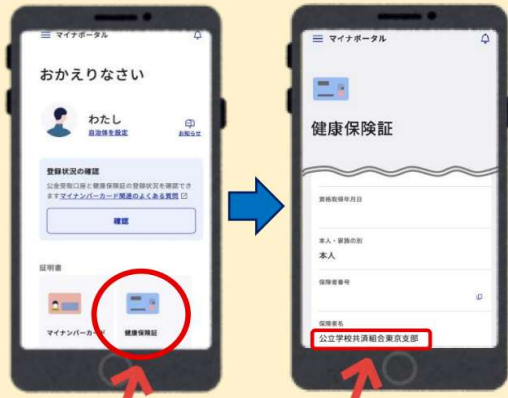 マイナポータル
おかえりなさい
わたし
自治体を設定
お知らせ
登録状況の確認
公金受取口座と健康保険証の登録状況を確認でき
ますマイナンバーカード関連のよくある質問
確認
証明書
マイナンバーカード
健康保険証
マイナポータル
健康保険証
資格取得年月日
本人・家族の別
本人
保険者番号
保険者名
公立学校共済組合東京支部